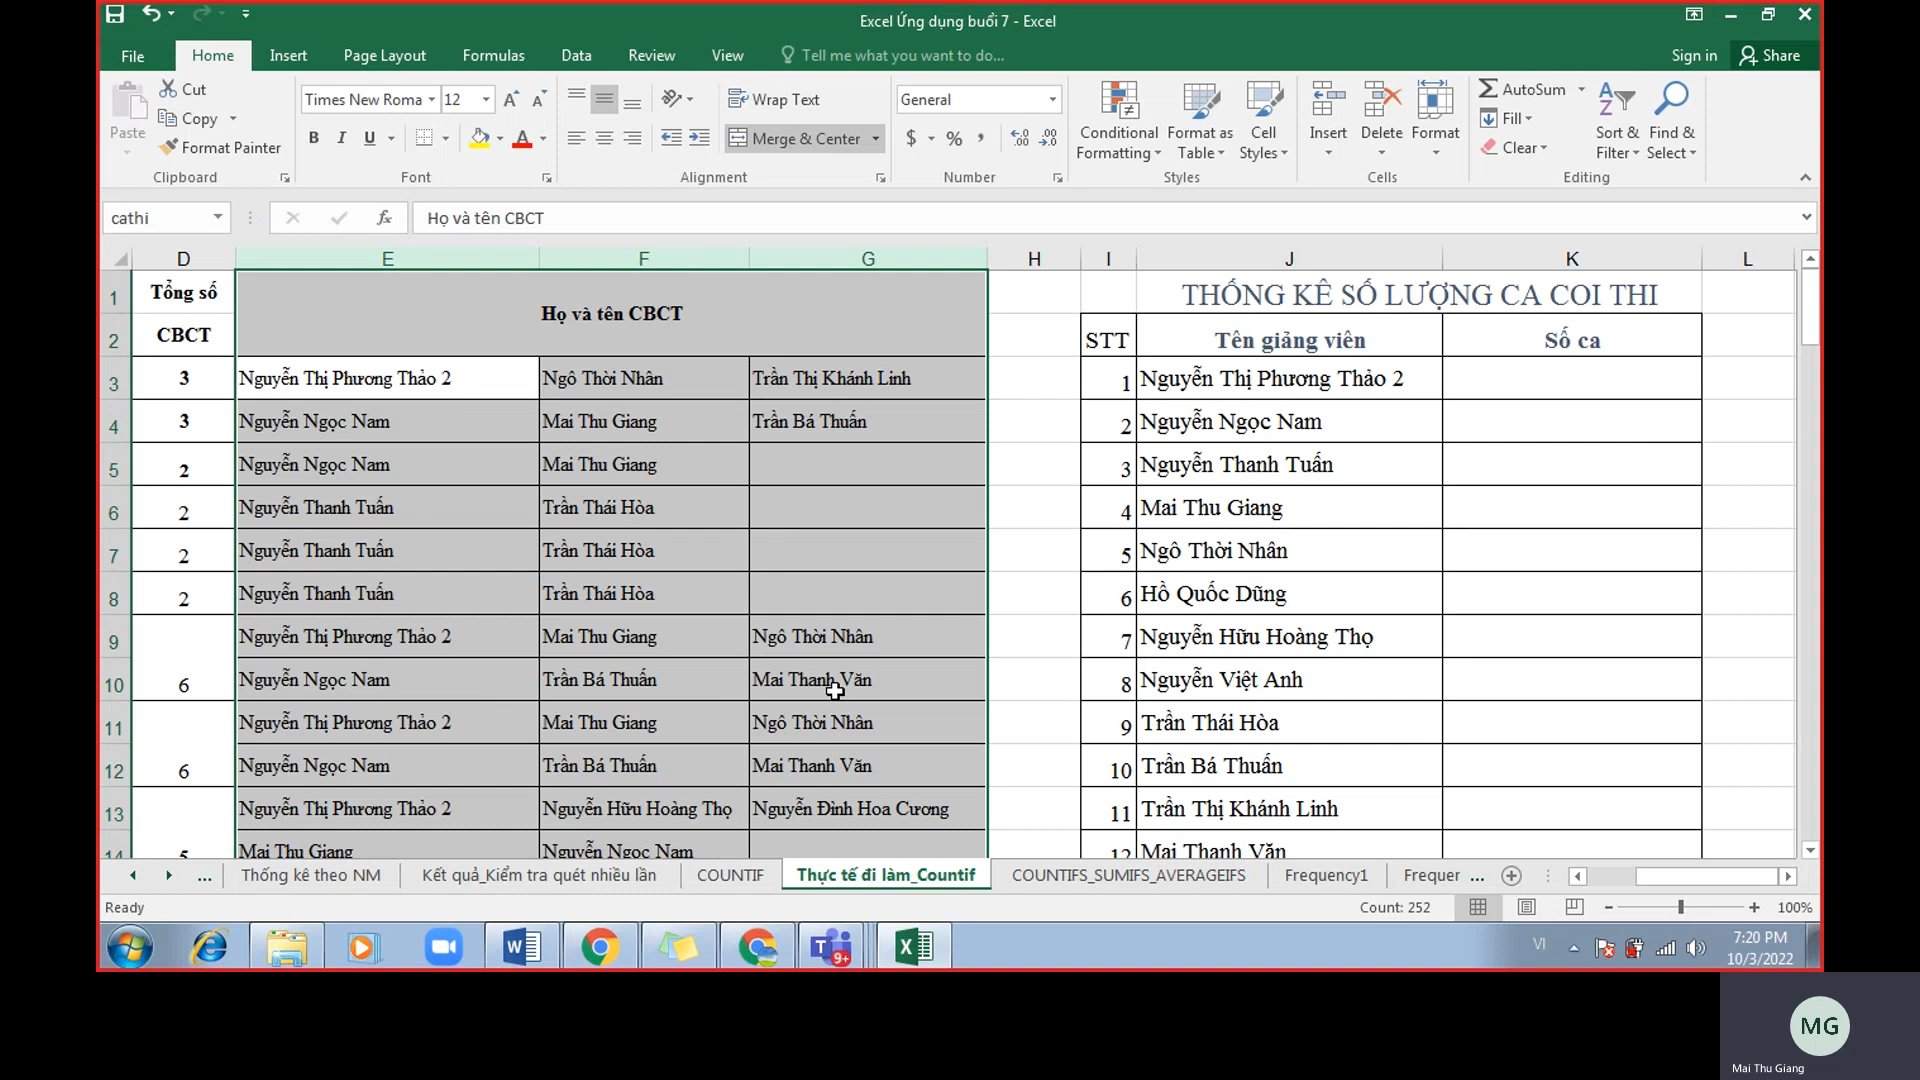 Excel Ứng dụng buổi 7 - Excel
File Home Insert Page Layout Formulas Data Review View Tell me what you want to do... Sign in Share
Paste Cut Copy Format Painter Clipboard
Times New Roma 12 B I U A Font
Wrap Text Merge & Center Alignment
General $ % Number
Conditional Formatting Format as Table Cell Styles Styles
Insert Delete Format Cells
AutoSum Fill Clear Sort & Filter Find & Select Editing
cathi fx Họ và tên CBCT
D E F G H I J K L
1 Tổng số Họ và tên CBCT THỐNG KÊ SỐ LƯỢNG CA COI THI
2 CBCT STT Tên giảng viên Số ca
3 3 Nguyễn Thị Phương Thảo 2 Ngô Thời Nhân Trần Thị Khánh Linh 1 Nguyễn Thị Phương Thảo 2
4 3 Nguyễn Ngọc Nam Mai Thu Giang Trần Bá Thuấn 2 Nguyễn Ngọc Nam
5 2 Nguyễn Ngọc Nam Mai Thu Giang 3 Nguyễn Thanh Tuấn
6 2 Nguyễn Thanh Tuấn Trần Thái Hòa 4 Mai Thu Giang
7 2 Nguyễn Thanh Tuấn Trần Thái Hòa 5 Ngô Thời Nhân
8 2 Nguyễn Thanh Tuấn Trần Thái Hòa 6 Hồ Quốc Dũng
9 Nguyễn Thị Phương Thảo 2 Mai Thu Giang Ngô Thời Nhân 7 Nguyễn Hữu Hoàng Thọ
10 6 Nguyễn Ngọc Nam Trần Bá Thuấn Mai Thanh Văn 8 Nguyễn Việt Anh
11 Nguyễn Thị Phương Thảo 2 Mai Thu Giang Ngô Thời Nhân 9 Trần Thái Hòa
12 6 Nguyễn Ngọc Nam Trần Bá Thuấn Mai Thanh Văn 10 Trần Bá Thuấn
13 Nguyễn Thị Phương Thảo 2 Nguyễn Hữu Hoàng Thọ Nguyễn Đình Hoa Cương 11 Trần Thị Khánh Linh
14 5 Mai Thu Giang Nguyễn Ngọc Nam 12 Mai Thanh Văn
... Thống kê theo NM Kết quả_Kiểm tra quét nhiều lần COUNTIF Thực tế đi làm_Countif COUNTIFS_SUMIFS_AVERAGEIFS Frequency1 Frequer ...
Ready Count: 252 100%
9+ VI 7:20 PM
10/3/2022
MG
Mai Thu Giang